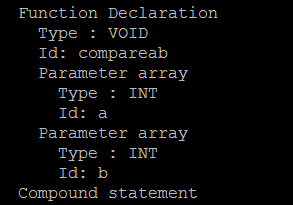 Function Declaration
Type : VOID
Id: compareab
Parameter array
Type : INT
Id: a
Parameter array
Type : INT
Id: b
Compound statement